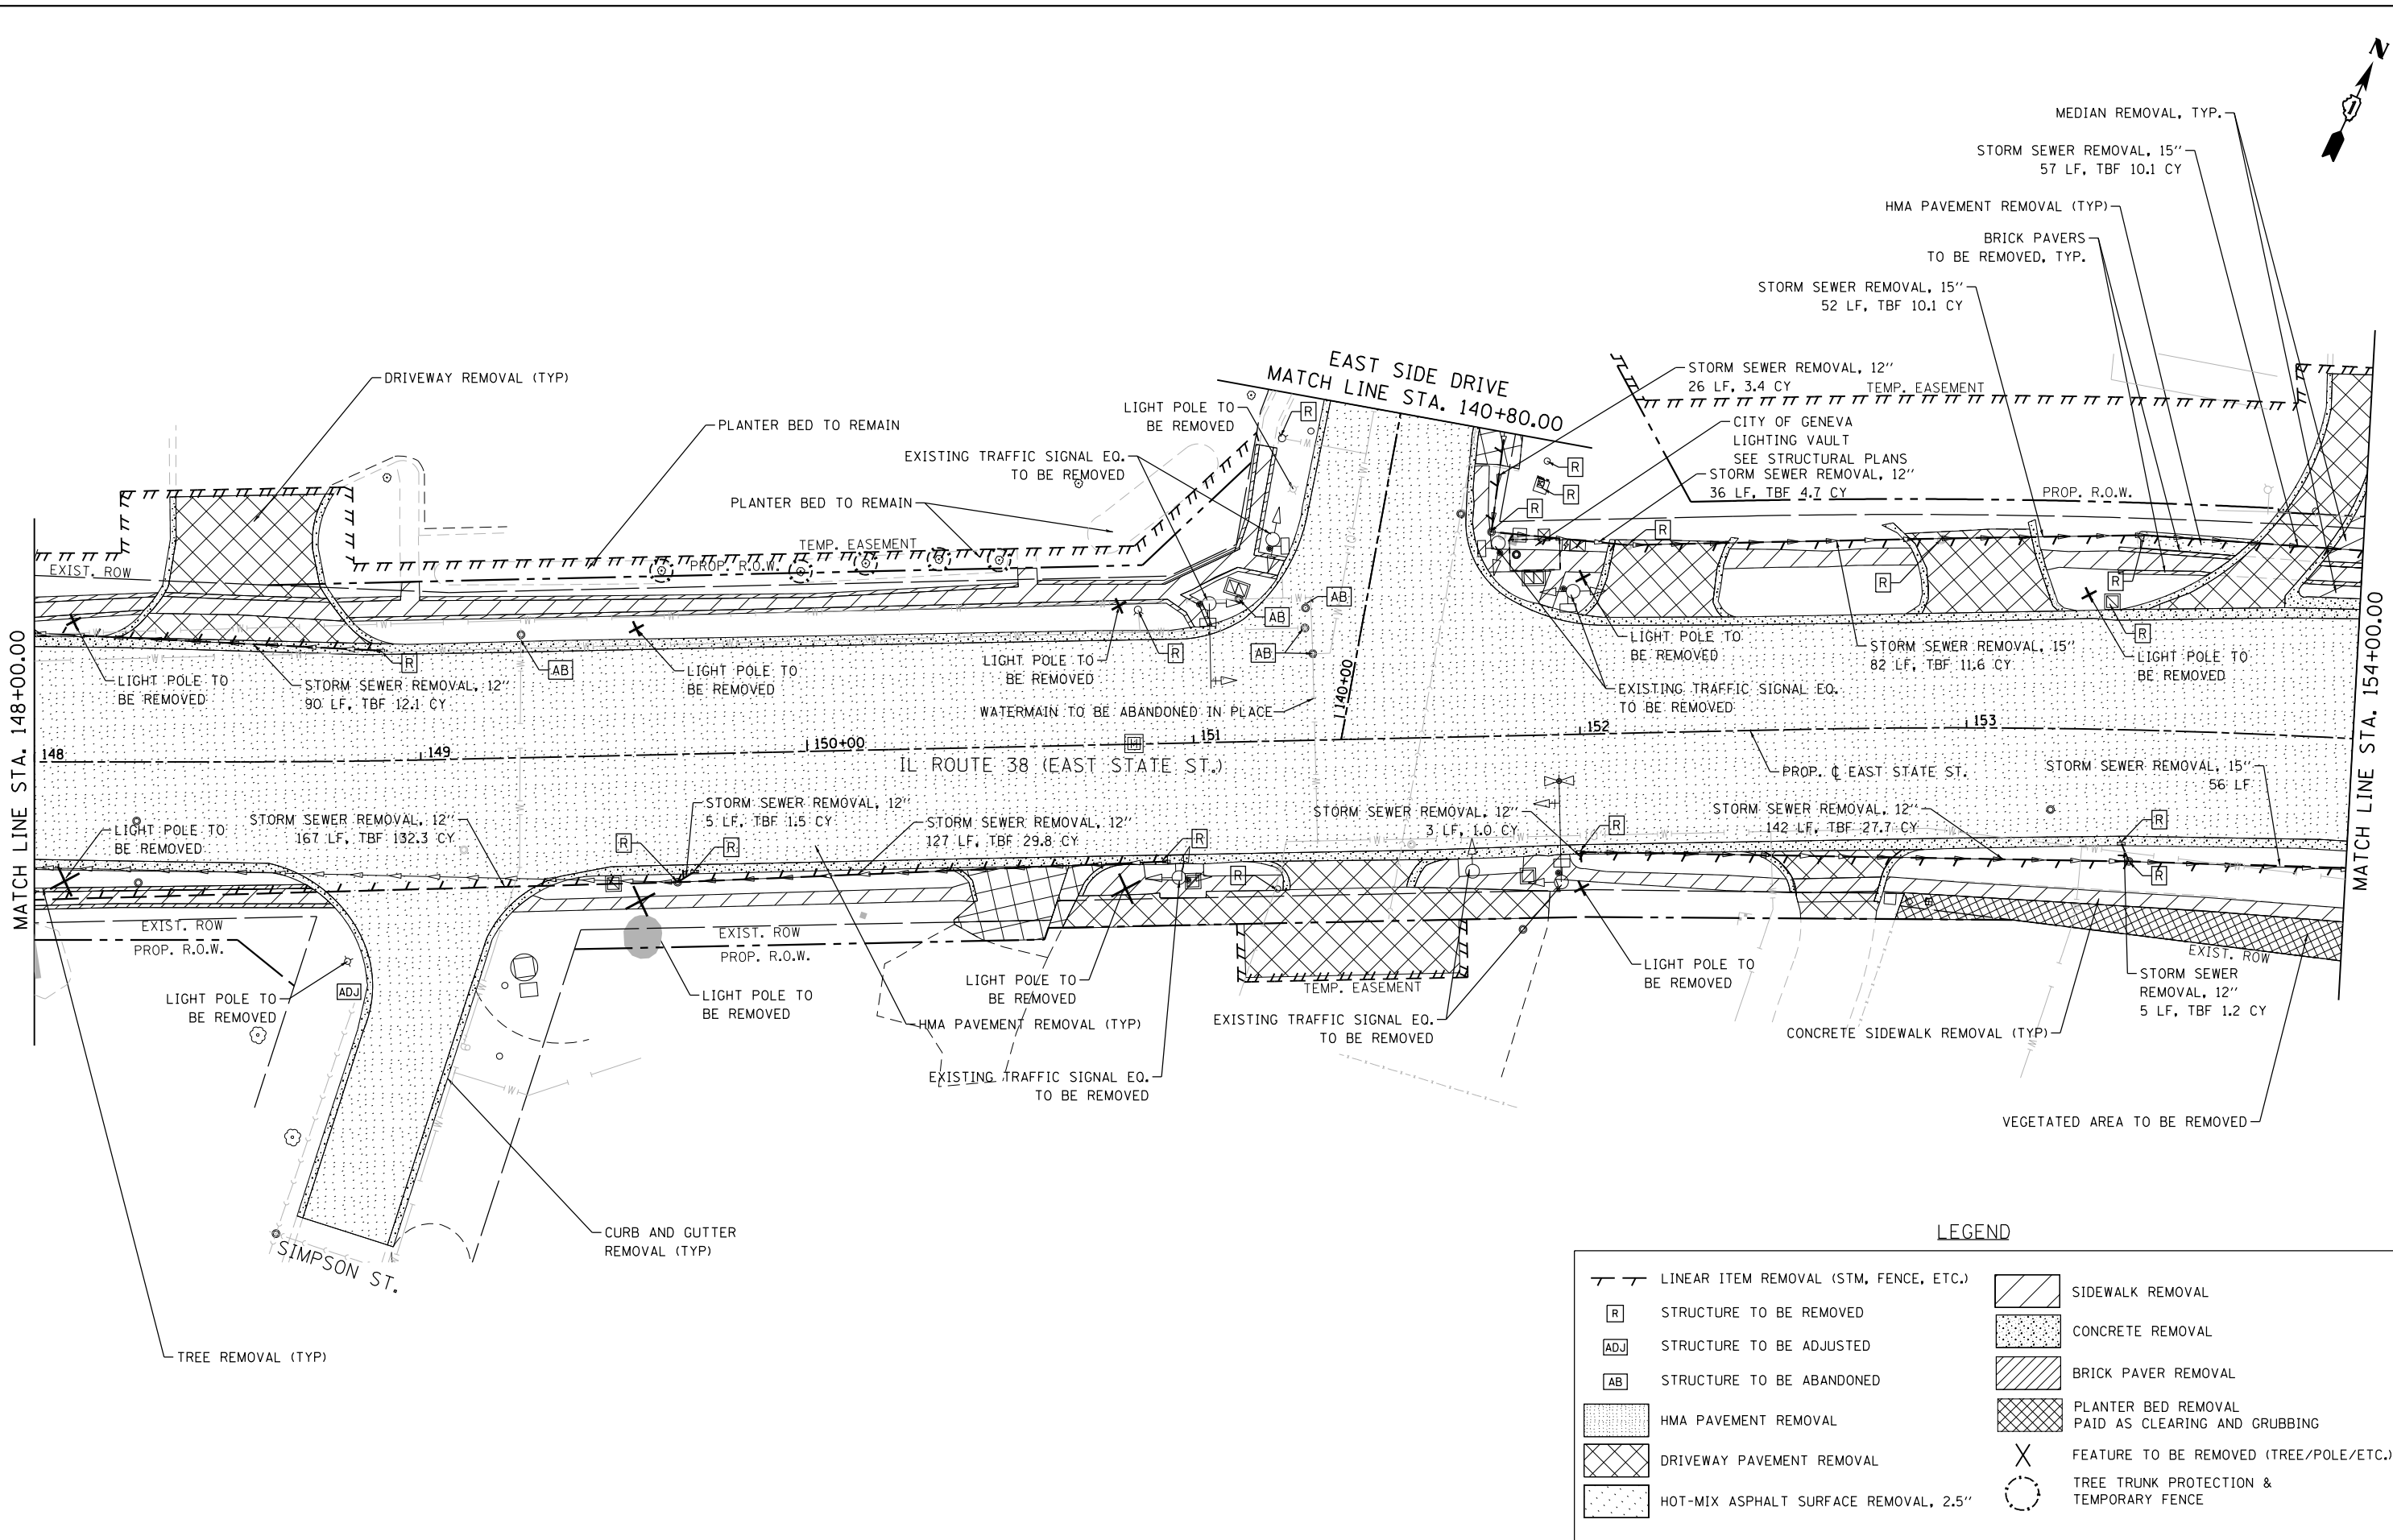 N
MEDIAN REMOVAL, TYP.
STORM SEWER REMOVAL, 15"
57 LF, TBF 10.1 CY
HMA PAVEMENT REMOVAL (TYP)
BRICK PAVERS
TO BE REMOVED, TYP.
STORM SEWER REMOVAL, 15"
52 LF, TBF 10.1 CY
EAST SIDE DRIVE
MATCH LINE STA. 140+80.00
STORM SEWER REMOVAL, 12"
26 LF, 3.4 CY
TEMP. EASEMENT
DRIVEWAY REMOVAL (TYP)
LIGHT POLE TO
BE REMOVED
R
PLANTER BED TO REMAIN
CITY OF GENEVA
LIGHTING VAULT
SEE STRUCTURAL PLANS
EXISTING TRAFFIC SIGNAL EQ.
TO BE REMOVED
R
STORM SEWER REMOVAL, 12"
36 LF, TBF 4.7 CY
R
PROP. R.O.W.
PLANTER BED TO REMAIN
R
R
TEMP. EASEMENT
PROP. R.O.W.
EXIST. ROW
R
R
AB
AB
R
LIGHT POLE TO
BE REMOVED
R
AB
LIGHT POLE TO
BE REMOVED
LIGHT POLE TO
BE REMOVED
R
AB
LIGHT POLE TO
BE REMOVED
STORM SEWER REMOVAL, 15"
82 LF, TBF 11.6 CY
LIGHT POLE TO
BE REMOVED
STORM SEWER REMOVAL, 12"
90 LF, TBF 12.1 CY
EXISTING TRAFFIC SIGNAL EQ.
TO BE REMOVED
WATERMAIN TO BE ABANDONED IN PLACE
140+00
MATCH LINE STA. 148+00.00
MATCH LINE STA. 154+00.00
148
149
150+00
151
152
153
H
IL ROUTE 38 (EAST STATE ST.)
PROP. ℄ EAST STATE ST.
STORM SEWER REMOVAL, 15"
56 LF
LIGHT POLE TO
BE REMOVED
STORM SEWER REMOVAL, 12"
167 LF, TBF 132.3 CY
STORM SEWER REMOVAL, 12"
5 LF, TBF 1.5 CY
STORM SEWER REMOVAL, 12"
127 LF, TBF 29.8 CY
STORM SEWER REMOVAL, 12"
3 LF, 1.0 CY
STORM SEWER REMOVAL, 12"
142 LF, TBF 27.7 CY
R
R
R
R
R
R
R
EXIST. ROW
PROP. R.O.W.
EXIST. ROW
PROP. R.O.W.
EXIST. ROW
ADJ
LIGHT POLE TO
BE REMOVED
LIGHT POLE TO
BE REMOVED
LIGHT POLE TO
BE REMOVED
TEMP. EASEMENT
LIGHT POLE TO
BE REMOVED
STORM SEWER
REMOVAL, 12"
5 LF, TBF 1.2 CY
HMA PAVEMENT REMOVAL (TYP)
EXISTING TRAFFIC SIGNAL EQ.
TO BE REMOVED
CONCRETE SIDEWALK REMOVAL (TYP)
EXISTING TRAFFIC SIGNAL EQ.
TO BE REMOVED
VEGETATED AREA TO BE REMOVED
CURB AND GUTTER
REMOVAL (TYP)
SIMPSON ST.
TREE REMOVAL (TYP)
LEGEND
LINEAR ITEM REMOVAL (STM, FENCE, ETC.)
R STRUCTURE TO BE REMOVED
ADJ STRUCTURE TO BE ADJUSTED
AB STRUCTURE TO BE ABANDONED
HMA PAVEMENT REMOVAL
DRIVEWAY PAVEMENT REMOVAL
HOT-MIX ASPHALT SURFACE REMOVAL, 2.5"
SIDEWALK REMOVAL
CONCRETE REMOVAL
BRICK PAVER REMOVAL
PLANTER BED REMOVAL
PAID AS CLEARING AND GRUBBING
FEATURE TO BE REMOVED (TREE/POLE/ETC.)
TREE TRUNK PROTECTION &
TEMPORARY FENCE